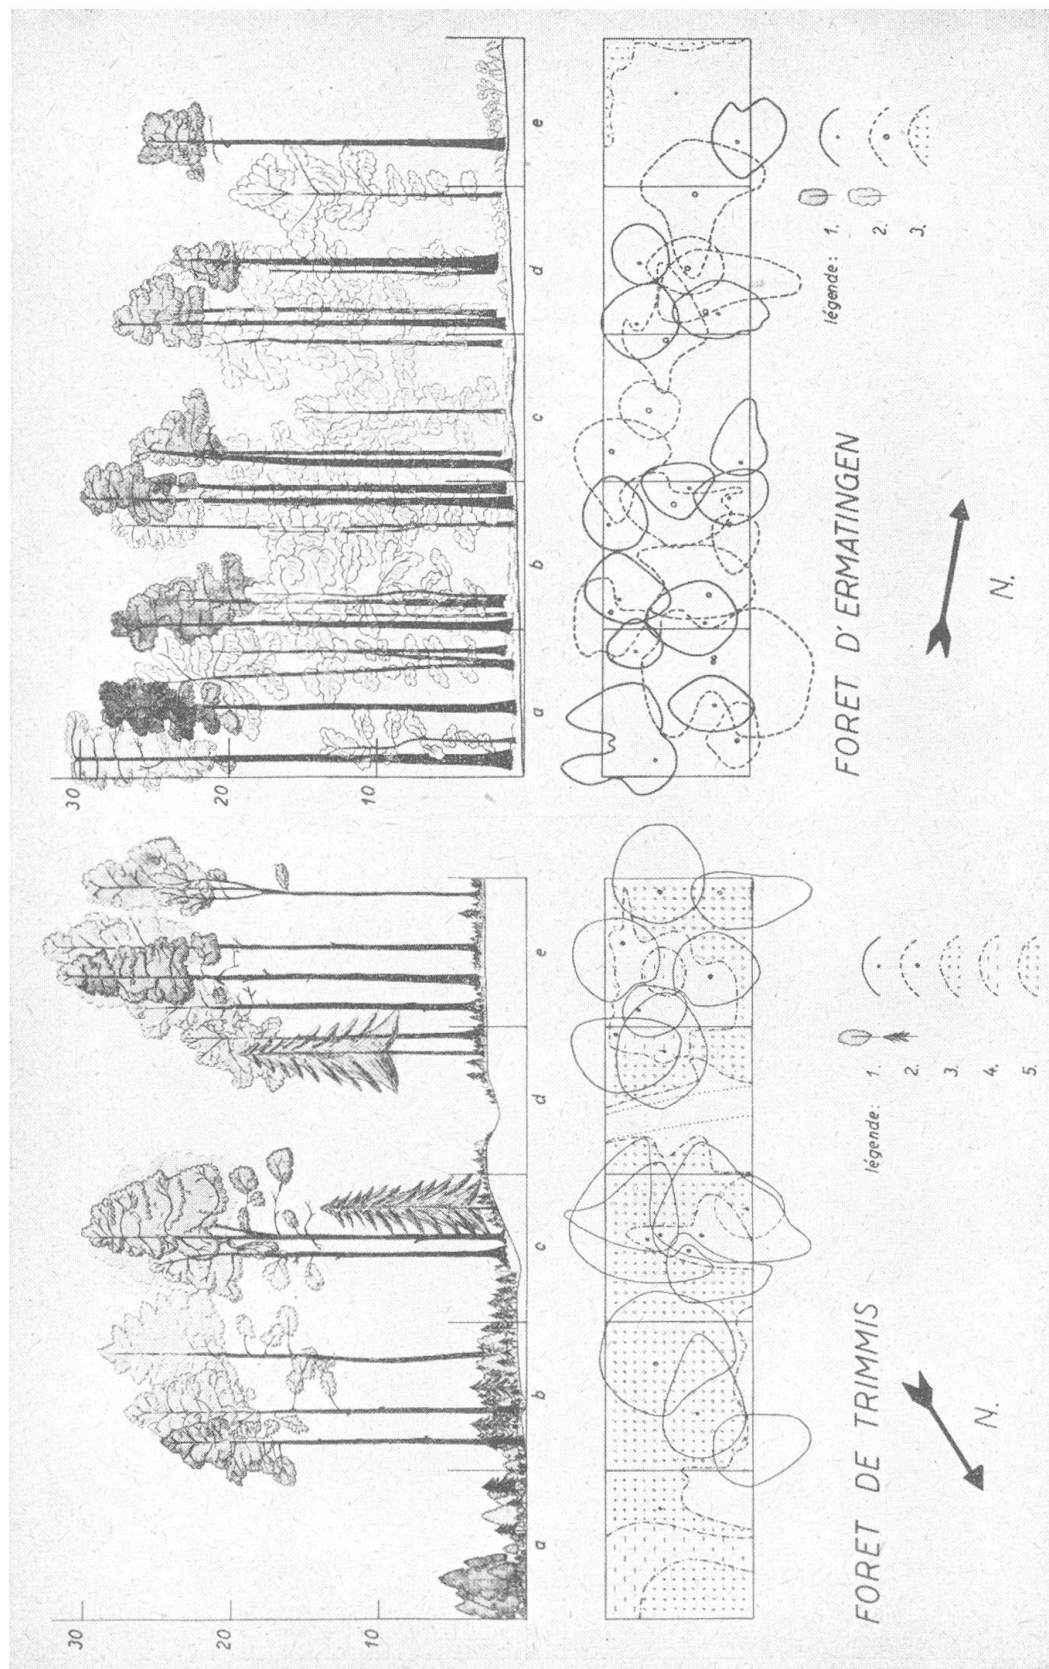 30
20
10
a
b
c
d
e
FORET DE TRIMMIS
N.
légende:
1.
2.
3.
4.
5.
30
20
10
a
b
c
d
e
FORET D'ERMATINGEN
N.
légende:
1.
2.
3.